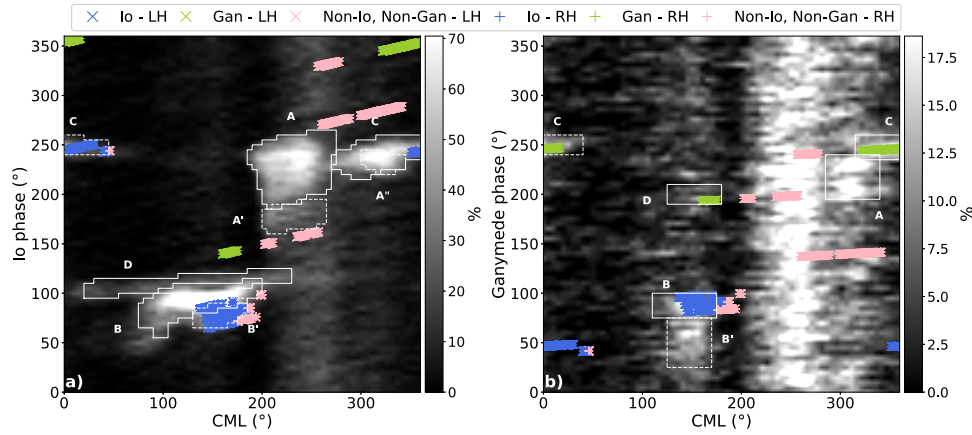 Io - LH Gan - LH Non-Io, Non-Gan - LH Io - RH Gan - RH Non-Io, Non-Gan - RH
350
300
250
200
150
100
50
0
Io phase (°)
C
A
C
A"
A'
D
B
B'
a)
0
100
200
300
CML (°)
70
60
50
40
30
20
10
0
%
350
300
250
200
150
100
50
0
Ganymede phase (°)
C
C
D
A
B
B'
b)
0
100
200
300
CML (°)
17.5
15.0
12.5
10.0
7.5
5.0
2.5
0.0
%